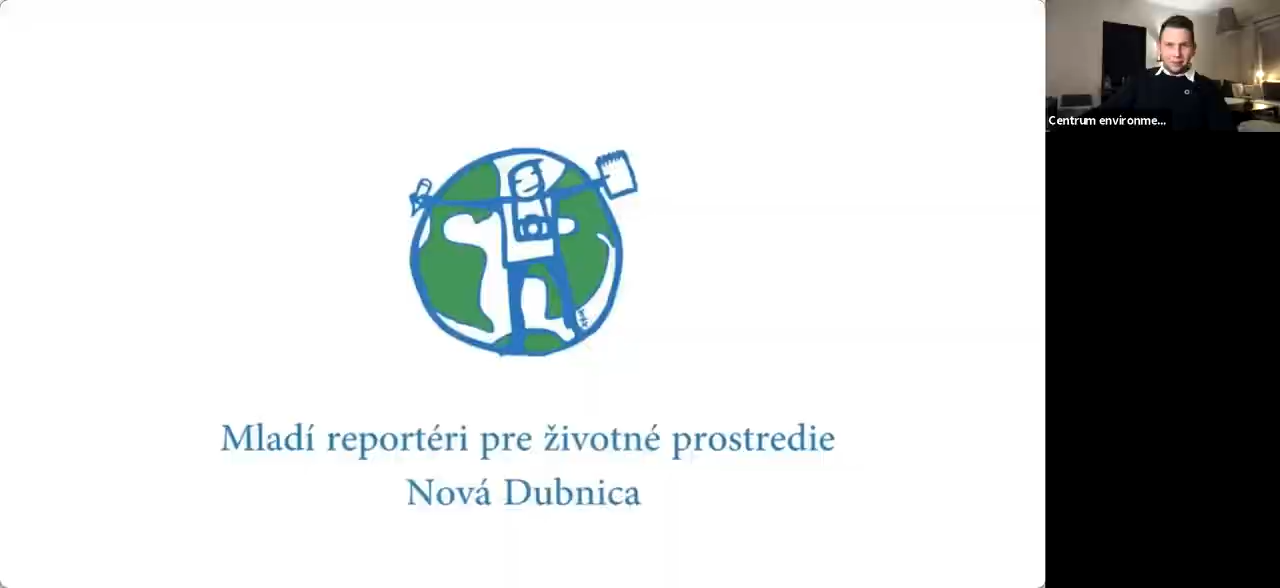 Mladí reportéri pre životné prostredie
Nová Dubnica
Centrum environme...